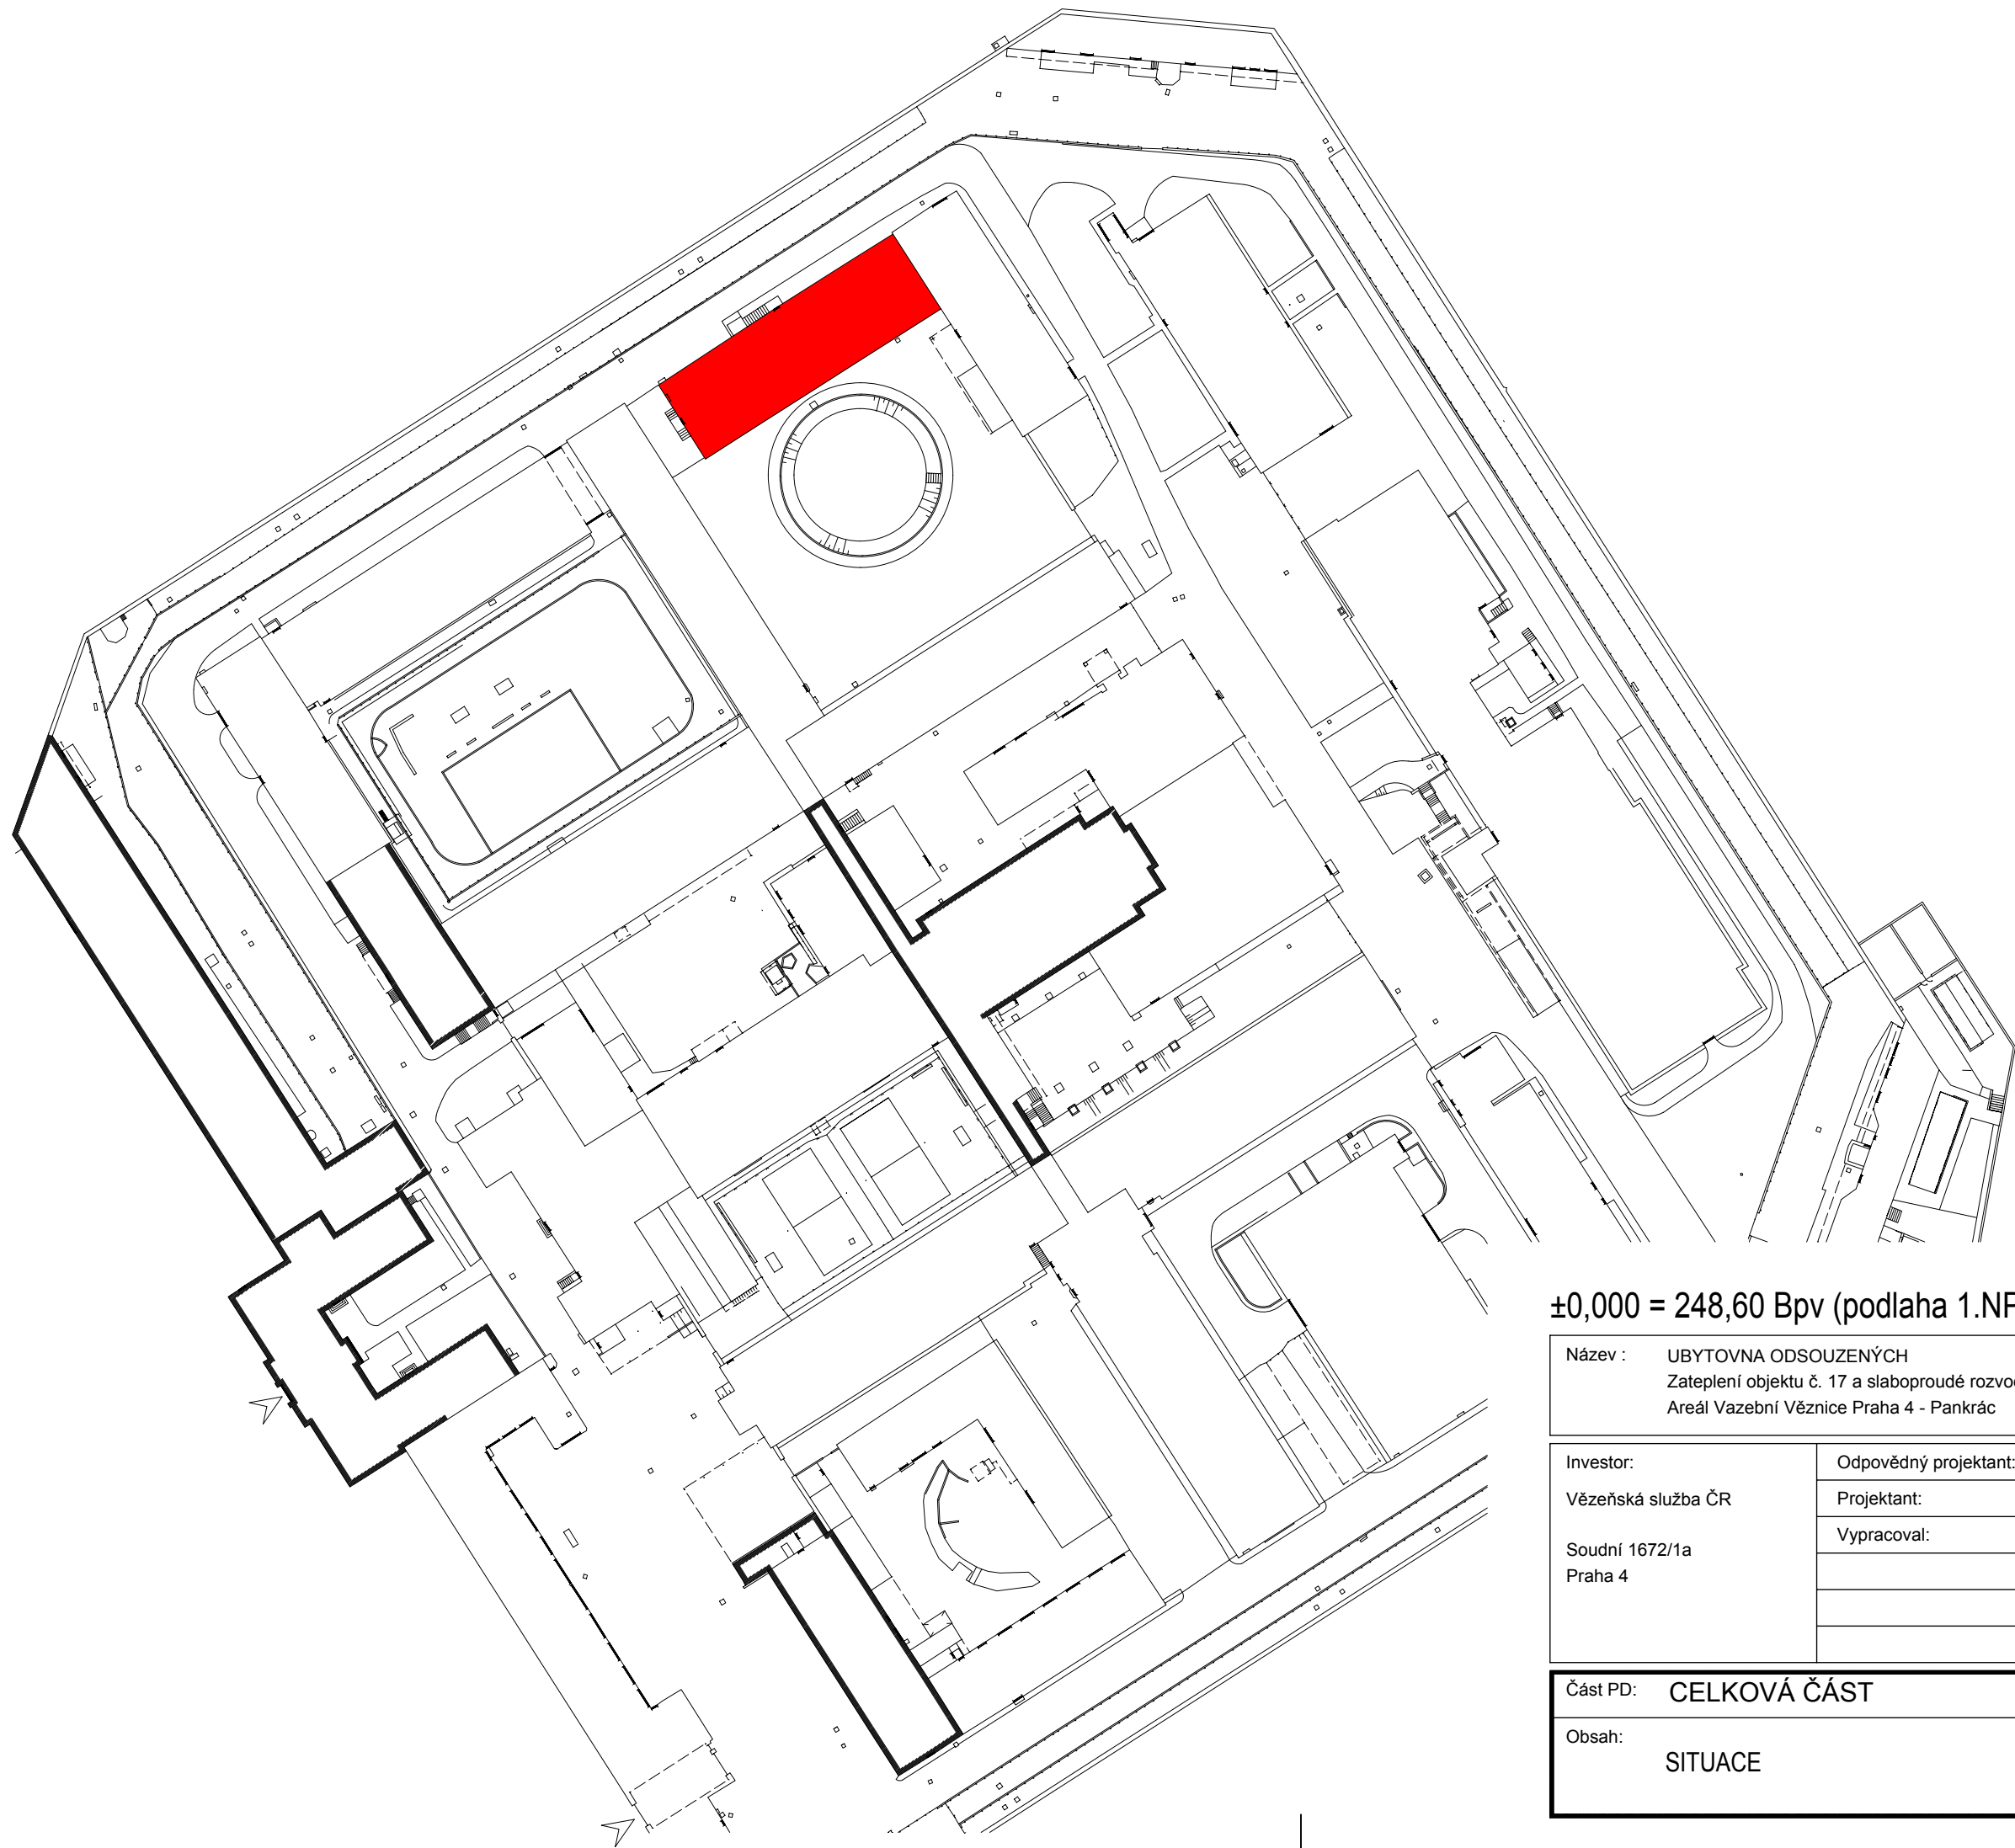 ±0,000 = 248,60 Bpv (podlaha 1.NP
Název : UBYTOVNA ODSOUZENÝCH
Zateplení objektu č. 17 a slaboproudé rozvo
Areál Vazební Věznice Praha 4 - Pankrác
Investor:
Vězeňská služba ČR
Soudní 1672/1a
Praha 4
Odpovědný projektant:
Projektant:
Vypracoval:
Část PD: CELKOVÁ ČÁST
Obsah:
SITUACE